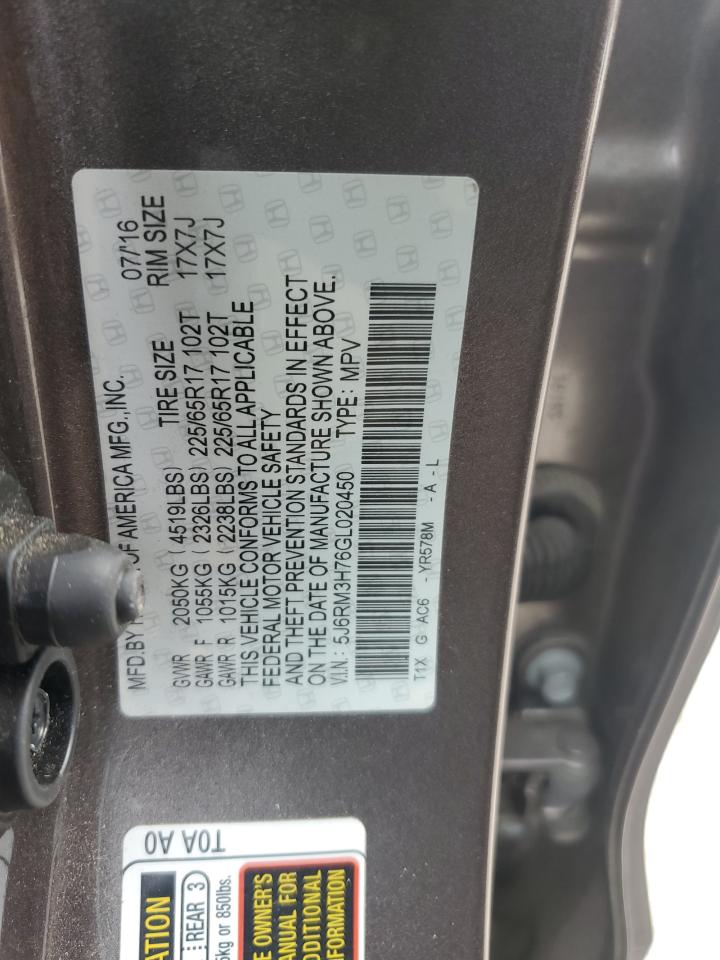 MFD.BY OF AMERICA MFG.,INC. 07/16
GVWR 2050KG ( 4519LBS) TIRE SIZE RIM SIZE
GAWR F 1055KG ( 2326LBS) 225/65R17 102T 17X7J
GAWR R 1015KG ( 2238LBS) 225/65R17 102T 17X7J
THIS VEHICLE CONFORMS TO ALL APPLICABLE
FEDERAL MOTOR VEHICLE SAFETY
AND THEFT PREVENTION STANDARDS IN EFFECT
ON THE DATE OF MANUFACTURE SHOWN ABOVE.
V.I.N.: 5J6RM3H76GL020450 TYPE: MPV
T1X G AC6 -YR578M -A -L
T0A A0
REAR 3
kg or 850lbs.
OWNER'S
MANUAL FOR